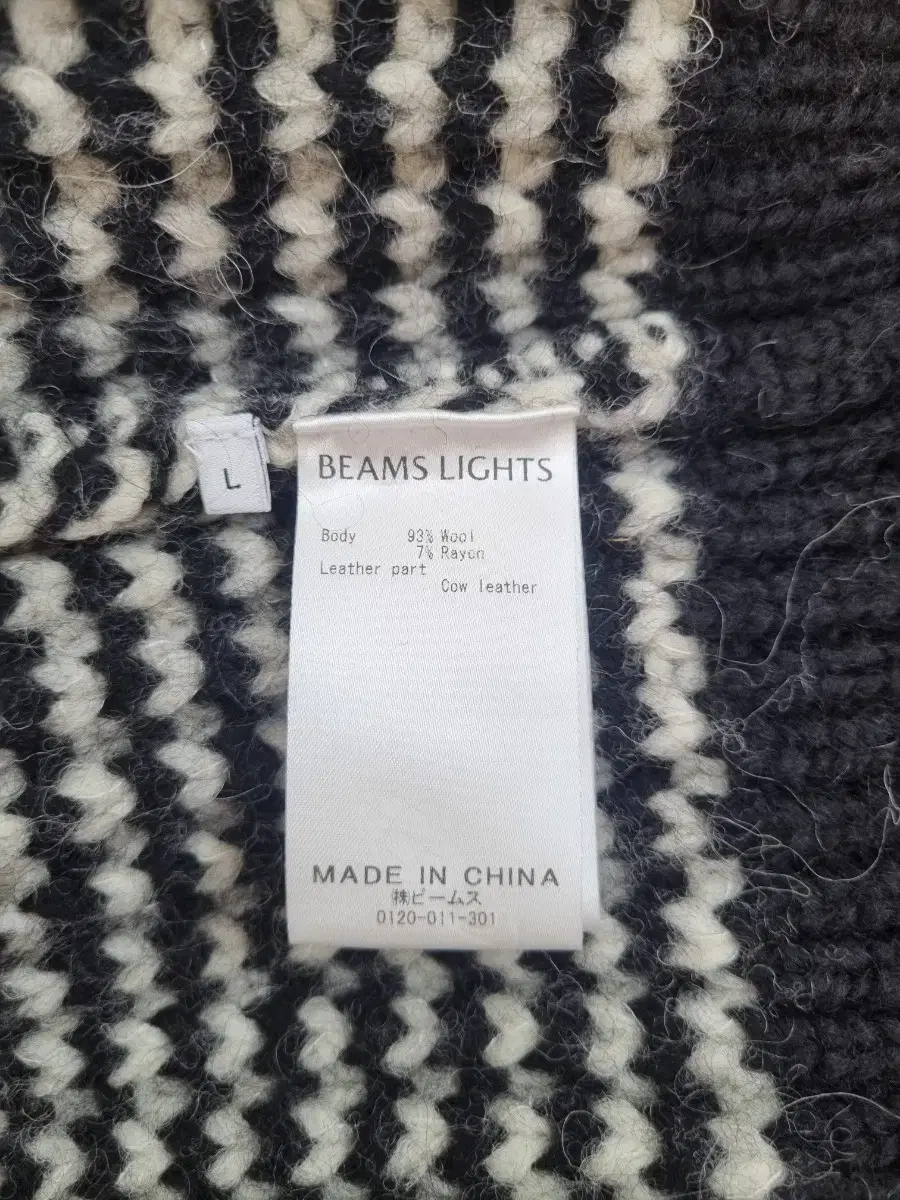 L
BEAMS LIGHTS
Body 93% Wool
7% Rayon
Leather part
Cow leather
MADE IN CHINA
㈱ビームス
0120-011-301